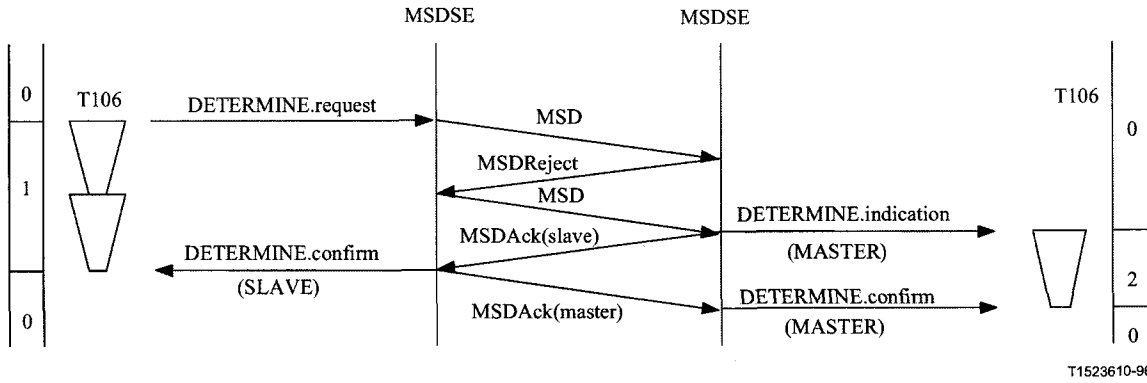 MSDSE
MSDSE
0
T106
DETERMINE.request
MSD
T106
0
MSDReject
1
MSD
DETERMINE.indication
MSDAck(slave)
DETERMINE.confirm
(MASTER)
(SLAVE)
2
DETERMINE.confirm
MSDAck(master)
0
(MASTER)
0